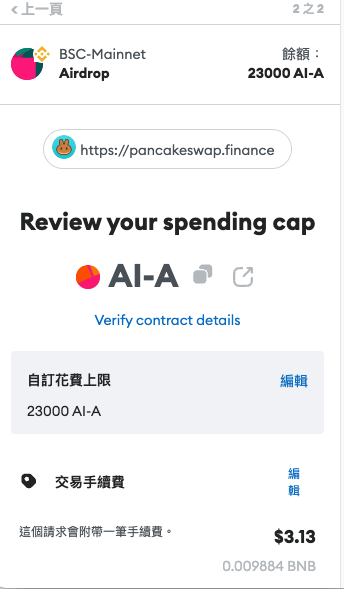 < 上一頁
2 之 2
BSC-Mainnet
餘額：
Airdrop
23000 AI-A
https://pancakeswap.finance
Review your spending cap
AI-A
Verify contract details
自訂花費上限
編輯
23000 AI-A
交易手續費
編
輯
這個請求會附帶一筆手續費。
$3.13
0.009884 BNB